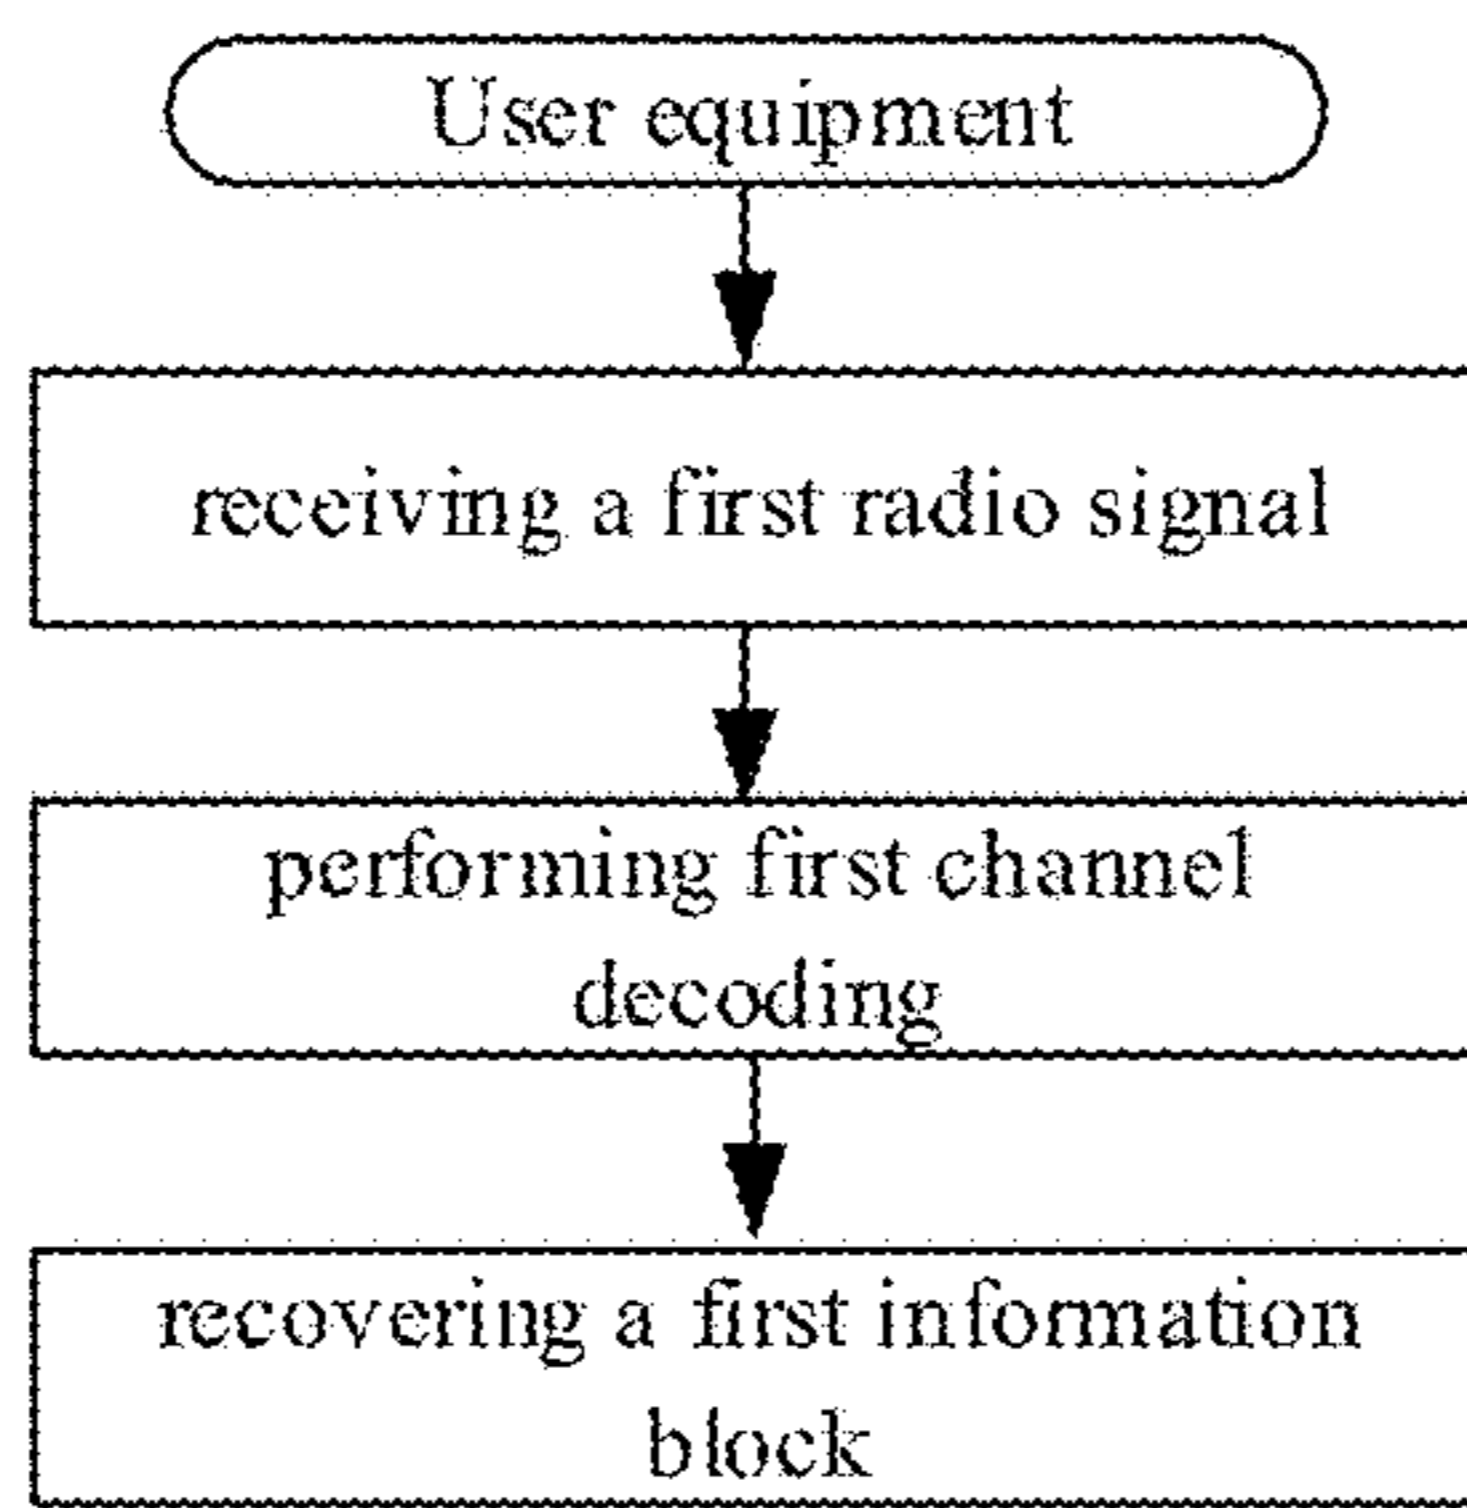 User equipment
receiving a first radio signal
performing first channel
decoding
recovering a first information
block